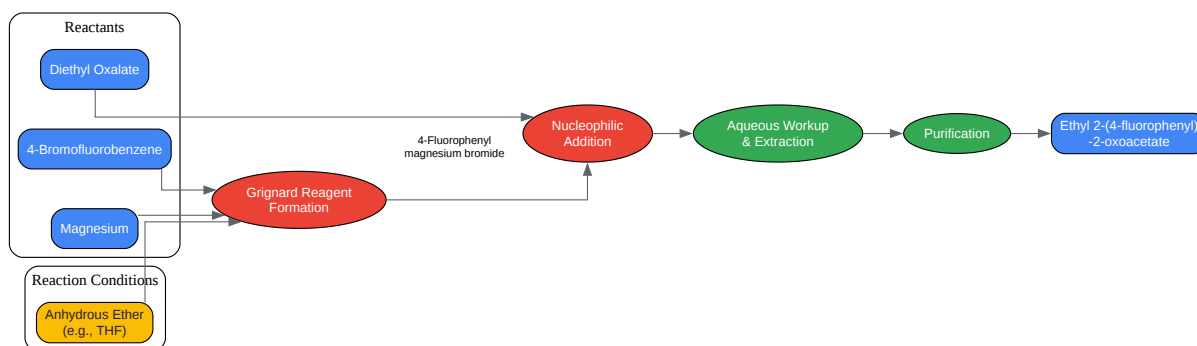 Reactants
Diethyl Oxalate
4-Bromofluorobenzene
Magnesium
Reaction Conditions
Anhydrous Ether
(e.g., THF)
Grignard Reagent
Formation
4-Fluorophenyl
magnesium bromide
Nucleophilic
Addition
Aqueous Workup
& Extraction
Purification
Ethyl 2-(4-fluorophenyl)
-2-oxoacetate